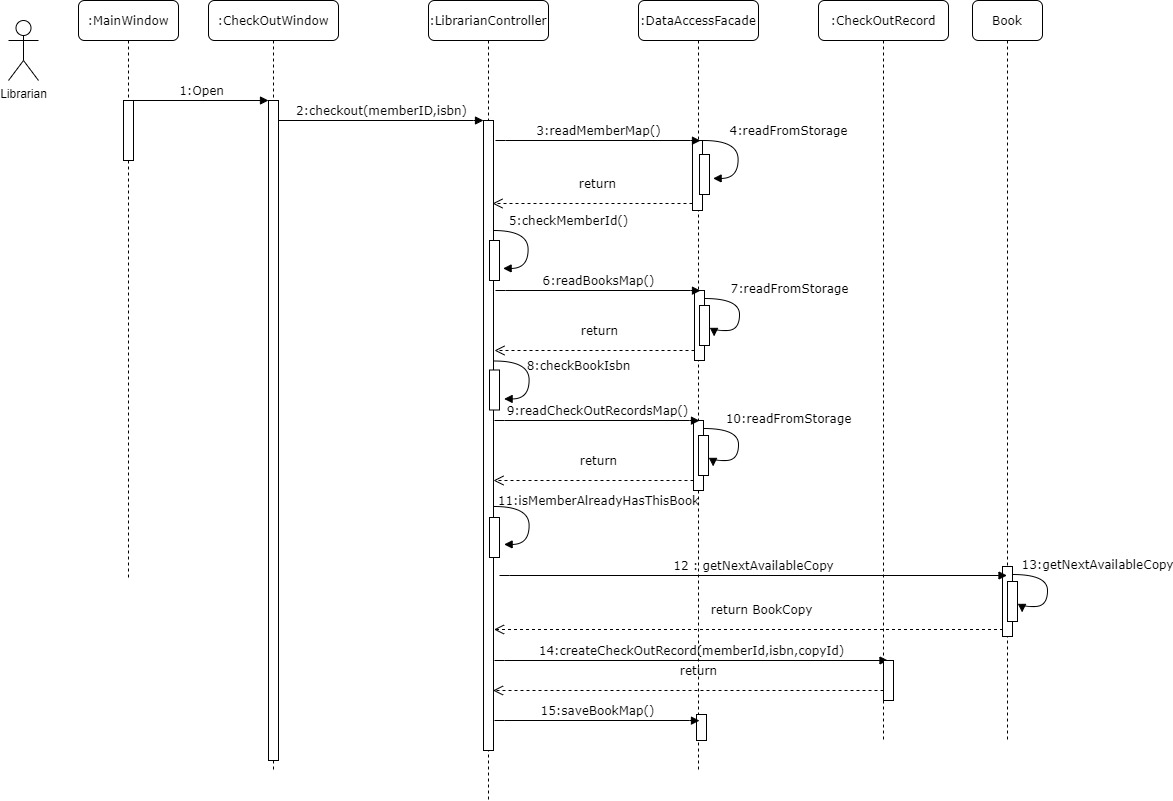 :MainWindow
:CheckOutWindow
:LibrarianController
:DataAccessFacade
:CheckOutRecord
Book
Librarian
1:Open
2:checkout(memberID,isbn)
3:readMemberMap()
4:readFromStorage
return
5:checkMemberId()
6:readBooksMap()
7:readFromStorage
return
8:checkBookIsbn
9:readCheckOutRecordsMap()
10:readFromStorage
return
11:isMemberAlreadyHasThisBook
12 : getNextAvailableCopy
13:getNextAvailableCopy
return BookCopy
14:createCheckOutRecord(memberId,isbn,copyId)
return
15:saveBookMap()